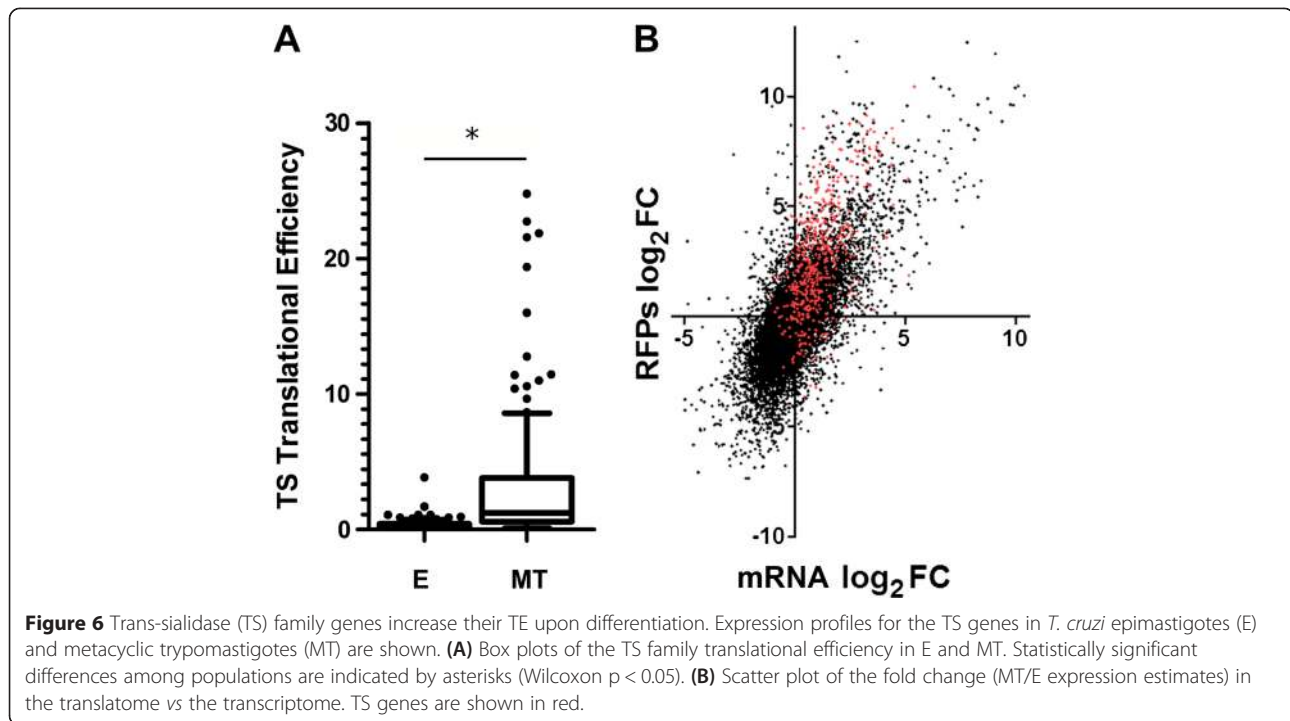 A
B
TS Translational Efficiency
30
20
10
0
*
E
MT
RFPs log2FC
10
5
-5
5
10
5
-10
mRNA log2FC
Figure 6 Trans-sialidase (TS) family genes increase their TE upon differentiation. Expression profiles for the TS genes in T. cruzi epimastigotes (E)
and metacyclic trypomastigotes (MT) are shown. (A) Box plots of the TS family translational efficiency in E and MT. Statistically significant
differences among populations are indicated by asterisks (Wilcoxon p < 0.05). (B) Scatter plot of the fold change (MT/E expression estimates) in
the translatome vs the transcriptome. TS genes are shown in red.